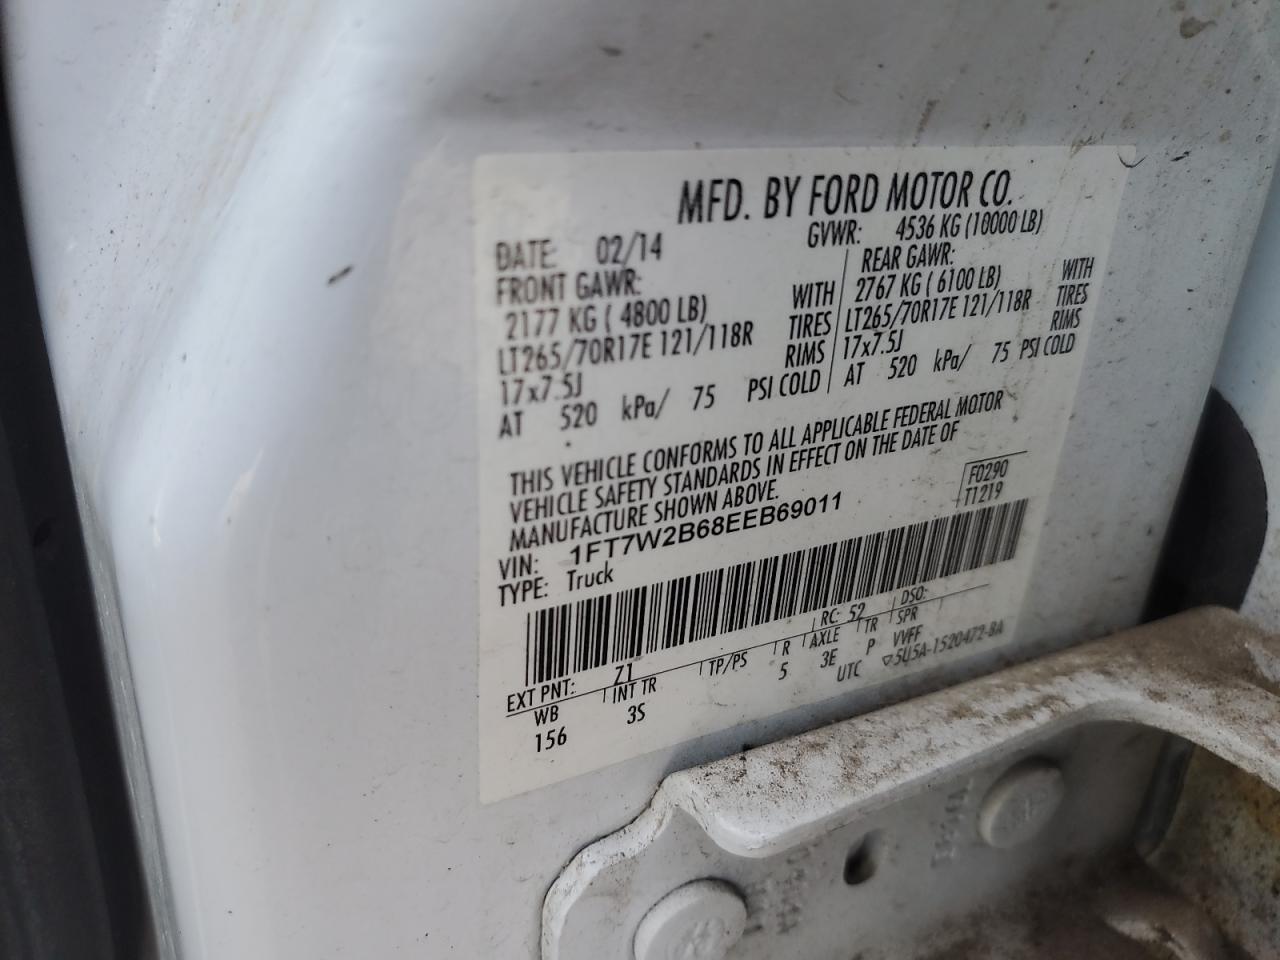 MFD. BY FORD MOTOR CO.
DATE: 02/14 GVWR: 4536 KG (10000 LB)
FRONT GAWR: REAR GAWR:
2177 KG ( 4800 LB) WITH 2767 KG ( 6100 LB) WITH
LT265/70R17E 121/118R TIRES LT265/70R17E 121/118R TIRES
17x7.5J RIMS 17x7.5J RIMS
AT 520 kPa/ 75 PSI COLD AT 520 kPa/ 75 PSI COLD
THIS VEHICLE CONFORMS TO ALL APPLICABLE FEDERAL MOTOR
VEHICLE SAFETY STANDARDS IN EFFECT ON THE DATE OF
MANUFACTURE SHOWN ABOVE.
F0290
T1219
VIN: 1FT7W2B68EEB69011
TYPE: Truck
EXT PNT: Z1 RC: 52 DSO:
WB INT TR TP/PS R AXLE TR SPR
156 3S 5 3E P VVFF
UTC ▽5U5A-1520472-BA